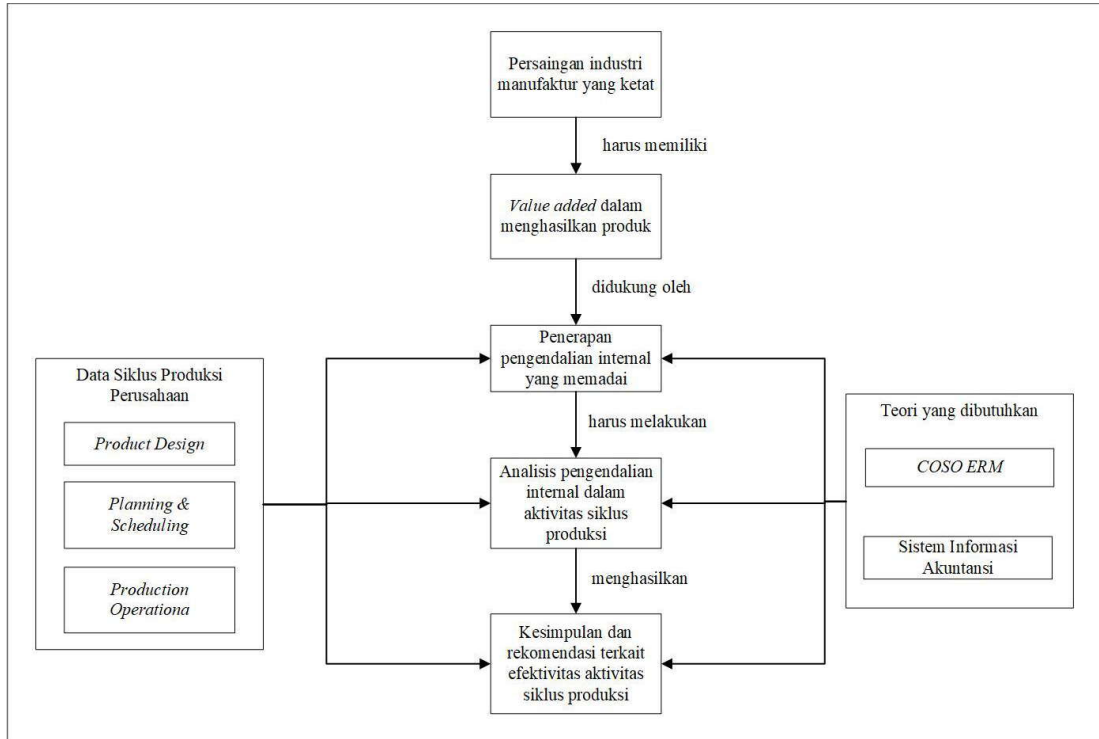 Persaingan industri
manufaktur yang ketat
harus memiliki
Value added dalam
menghasilkan produk
didukung oleh
Penerapan
pengendalian internal
yang memadai
harus melakukan
Analisis pengendalian
internal dalam
aktivitas siklus
produksi
menghasilkan
Kesimpulan dan
rekomendasi terkait
efektivitas aktivitas
siklus produksi
Data Siklus Produksi
Perusahaan
Product Design
Planning &
Scheduling
Production
Operationa
Teori yang dibutuhkan
COSO ERM
Sistem Informasi
Akuntansi